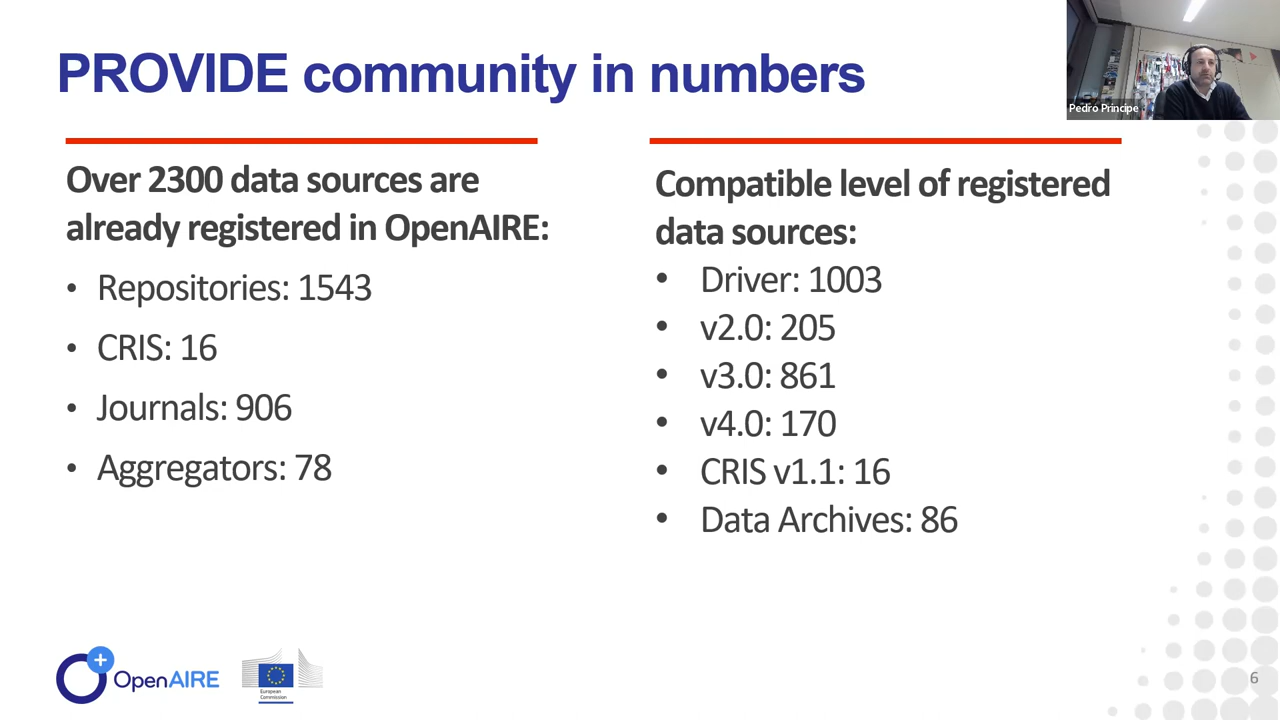 PROVIDE community in numbers
Pedro Príncipe
Over 2300 data sources are
already registered in OpenAIRE:
• Repositories: 1543
• CRIS: 16
• Journals: 906
• Aggregators: 78
Compatible level of registered
data sources:
• Driver: 1003
• v2.0: 205
• v3.0: 861
• v4.0: 170
• CRIS v1.1: 16
• Data Archives: 86
OpenAIRE
European
Commission
6